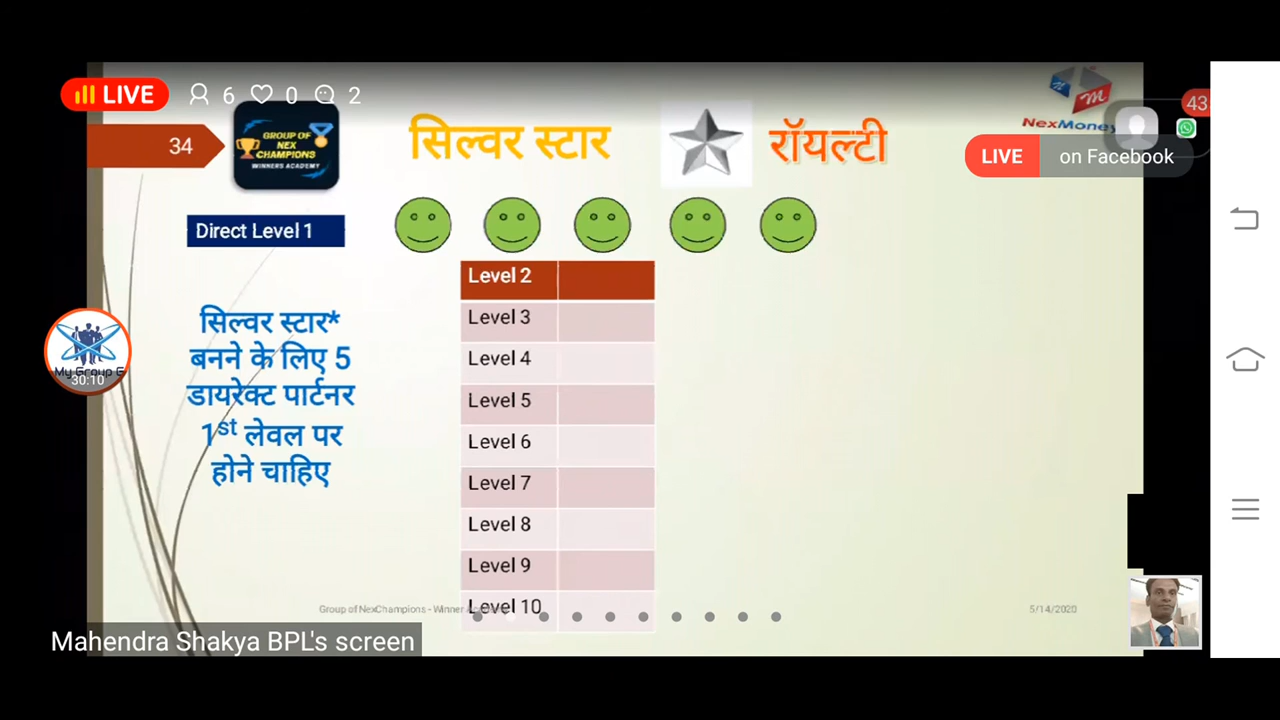 LIVE 6 0 2
43
34
GROUP OF
NEX
CHAMPIONS
WINNERS ACADEMY
सिल्वर स्टार रॉयल्टी
NexMoney
LIVE on Facebook
Direct Level 1
Level 2
Level 3
Level 4
Level 5
Level 6
Level 7
Level 8
Level 9
Level 10
सिल्वर स्टार*
बनने के लिए 5
डायरेक्ट पार्टनर
1st लेवल पर
होने चाहिए
My Group G
30:10
Group of NexChampions - Winner
5/14/2020
Mahendra Shakya BPL's screen